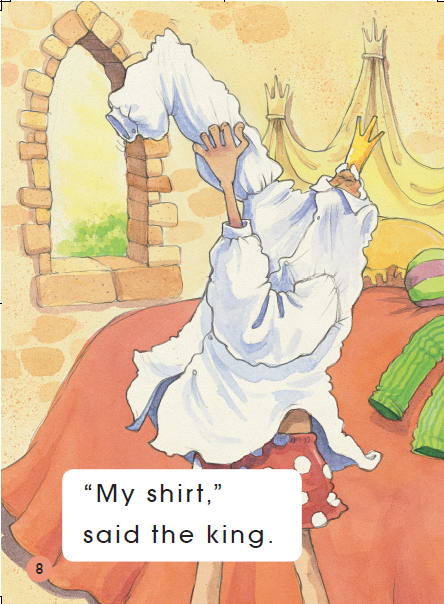 “My shirt,”
said the king.
8